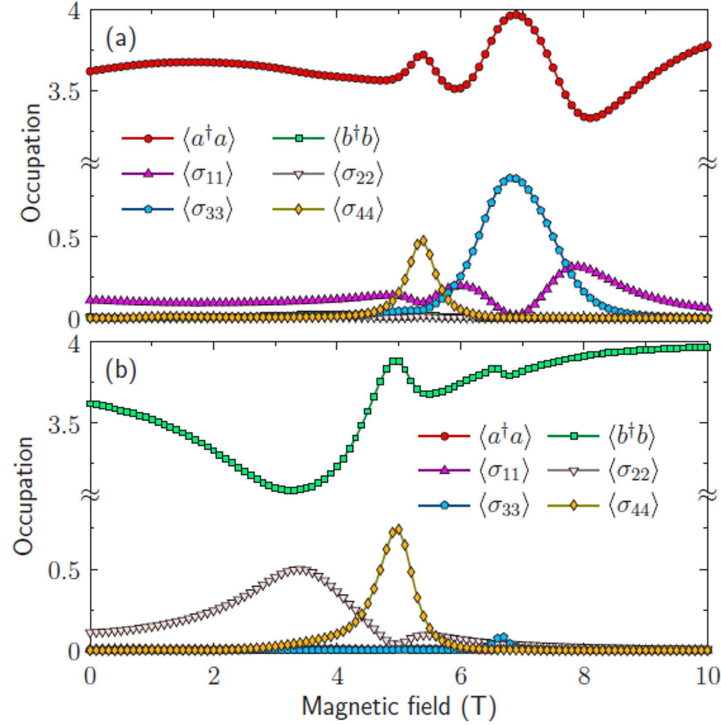 4
(a)
3.5
Occupation
⟨a†a⟩ ⟨b†b⟩
⟨σ₁₁⟩ ⟨σ₂₂⟩
⟨σ₃₃⟩ ⟨σ₄₄⟩
≈ ≈
0.5
0
4
(b)
3.5
Occupation
⟨a†a⟩ ⟨b†b⟩
⟨σ₁₁⟩ ⟨σ₂₂⟩
⟨σ₃₃⟩ ⟨σ₄₄⟩
≈ ≈
0.5
0
0 2 4 6 8 10
Magnetic field (T)